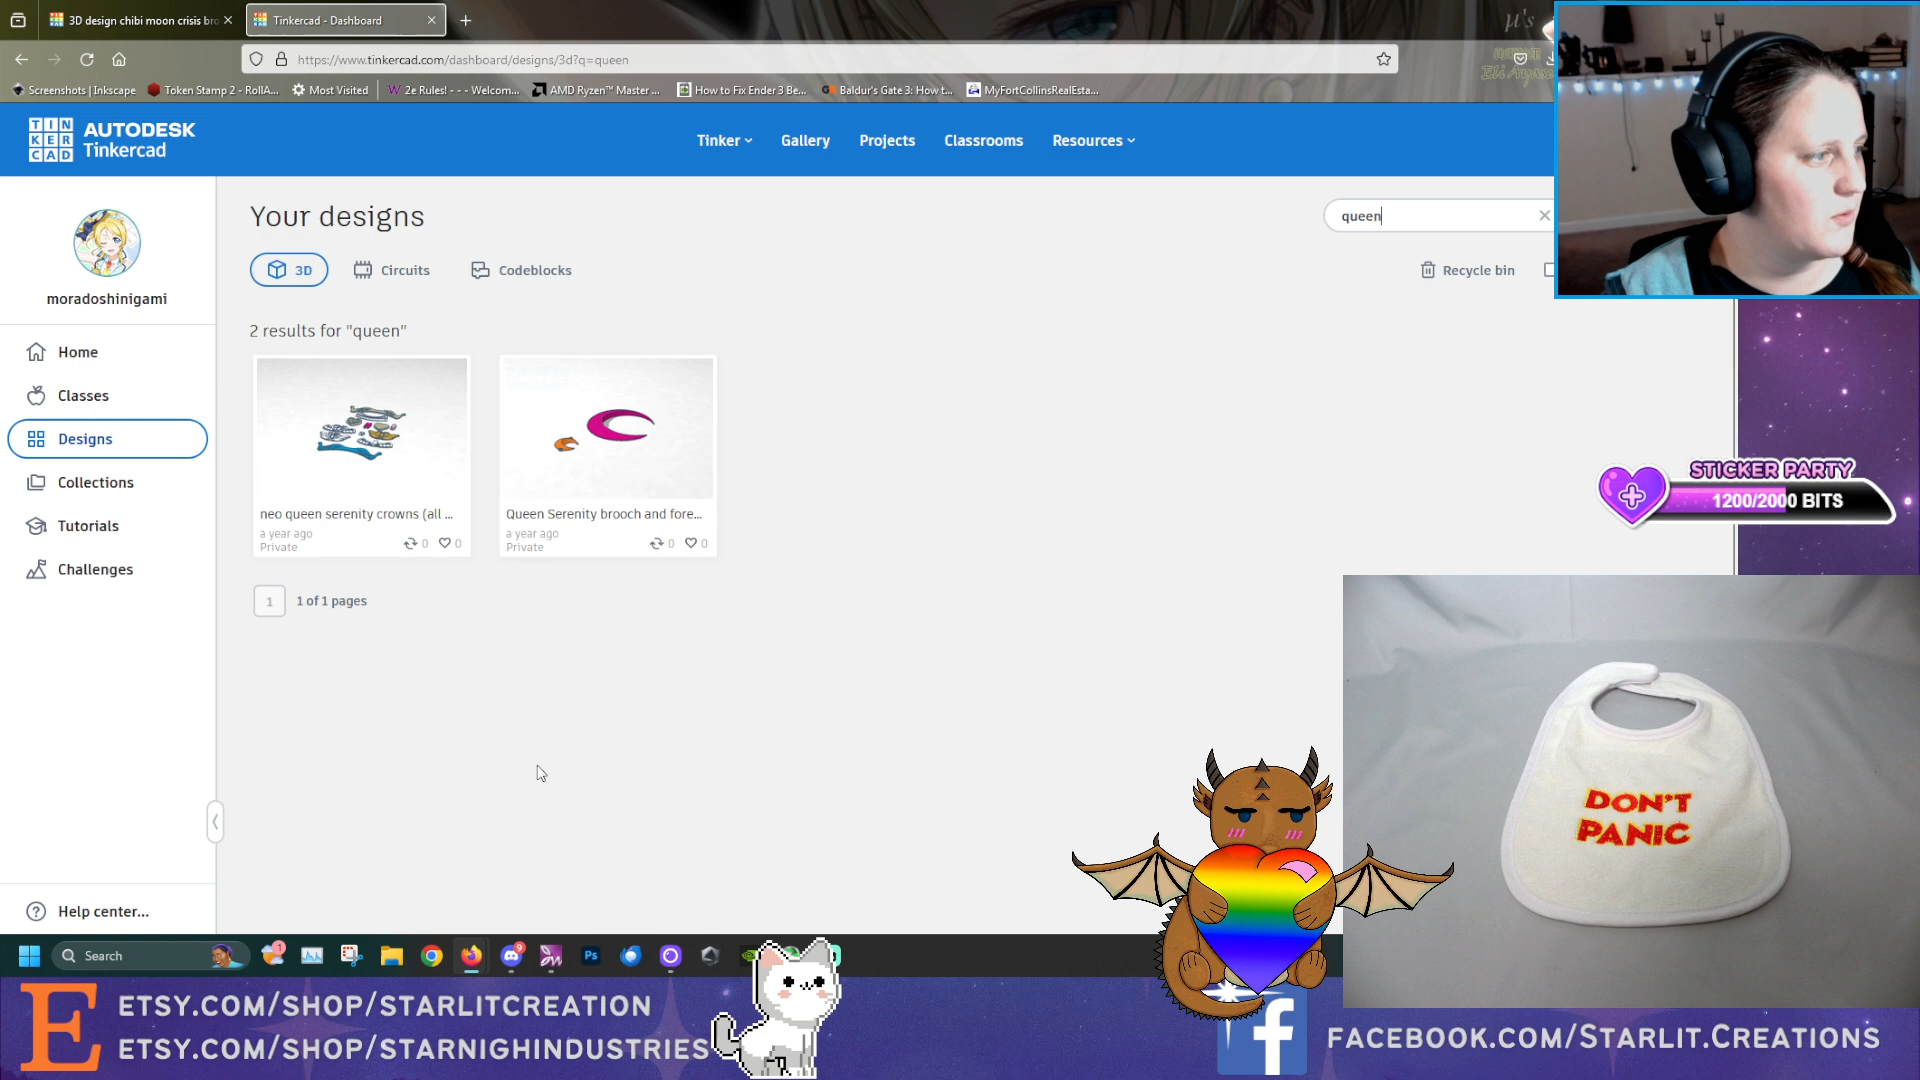 3D design chibi moon crisis bro
Tinkercad - Dashboard
https://www.tinkercad.com/dashboard/designs/3d?q=queen
Screenshots | Inkscape
Token Stamp 2 - RollA...
Most Visited
2e Rules! - - - Welcom...
AMD Ryzen™ Master ...
How to Fix Ender 3 Be...
Baldur's Gate 3: How t...
MyFortCollinsRealEsta...
μ's
TIN
KER
CAD
AUTODESK
Tinkercad
Tinker
Gallery
Projects
Classrooms
Resources
moradoshinigami
Home
Classes
Designs
Collections
Tutorials
Challenges
Help center...
Your designs
queen
3D
Circuits
Codeblocks
Recycle bin
2 results for "queen"
neo queen serenity crowns (all ...
a year ago
Private
0
0
Queen Serenity brooch and fore...
a year ago
Private
0
0
1
1 of 1 pages
STICKER PARTY
1200/2000 BITS
DON'T
PANIC
Search
1
9
Ps
E
ETSY.COM/SHOP/STARLITCREATION
ETSY.COM/SHOP/STARNIGHINDUSTRIES
f
FACEBOOK.COM/STARLIT.CREATIONS